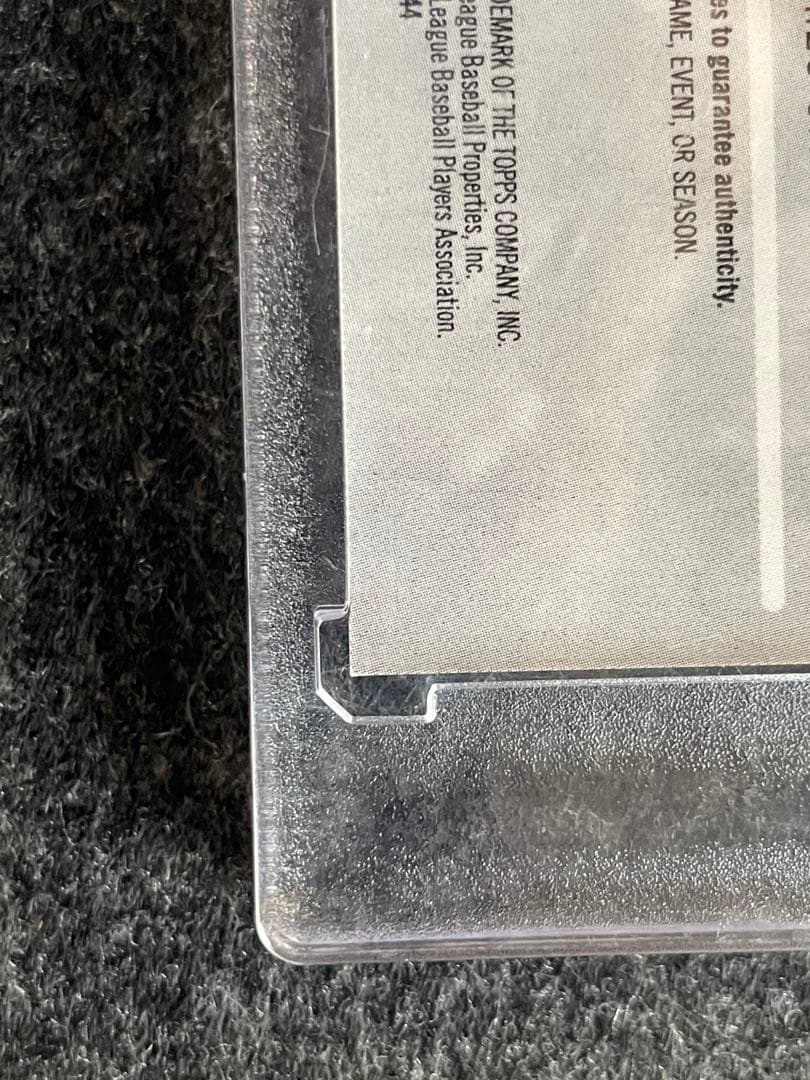 es to guarantee authenticity.
AME, EVENT, OR SEASON.
DEMARK OF THE TOPPS COMPANY, INC.
ague Baseball Properties, Inc.
League Baseball Players Association.
44